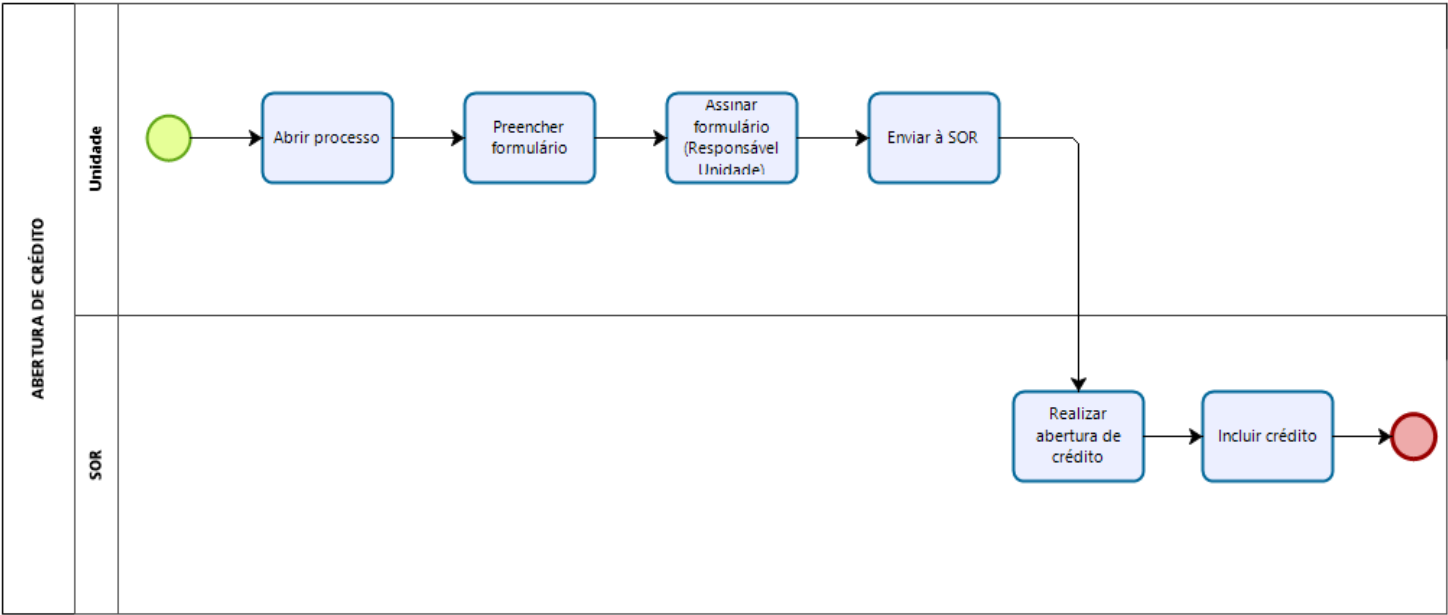 ABERTURA DE CRÉDITO
Unidade
Abrir processo
Preencher
formulário
Assinar
formulário
(Responsável
Unidade)
Enviar à SOR
SOR
Realizar
abertura de
crédito
Incluir crédito